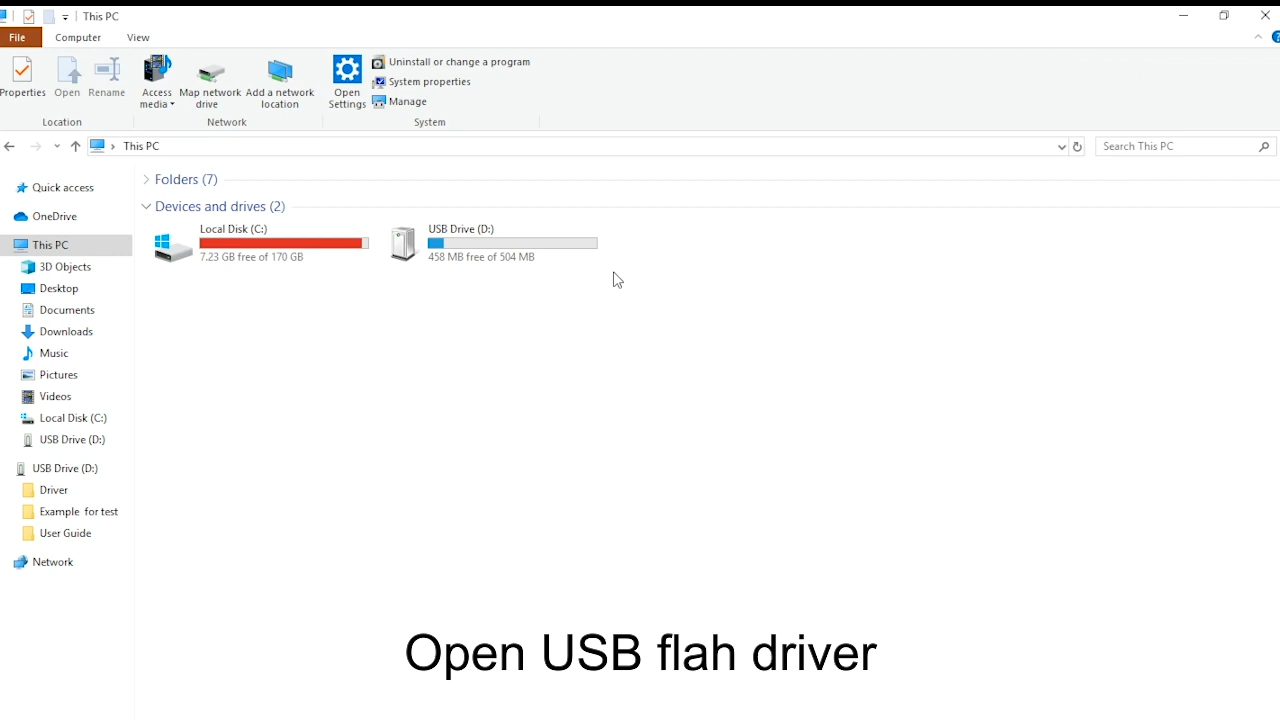 This PC
File Computer View
Properties Open Rename Access media Map network drive Add a network location Open Settings
Uninstall or change a program
System properties
Manage
Location Network System
This PC
Search This PC
Quick access
OneDrive
This PC
3D Objects
Desktop
Documents
Downloads
Music
Pictures
Videos
Local Disk (C:)
USB Drive (D:)
USB Drive (D:)
Driver
Example for test
User Guide
Network
Folders (7)
Devices and drives (2)
Local Disk (C:)
7.23 GB free of 170 GB
USB Drive (D:)
458 MB free of 504 MB
Open USB flah driver